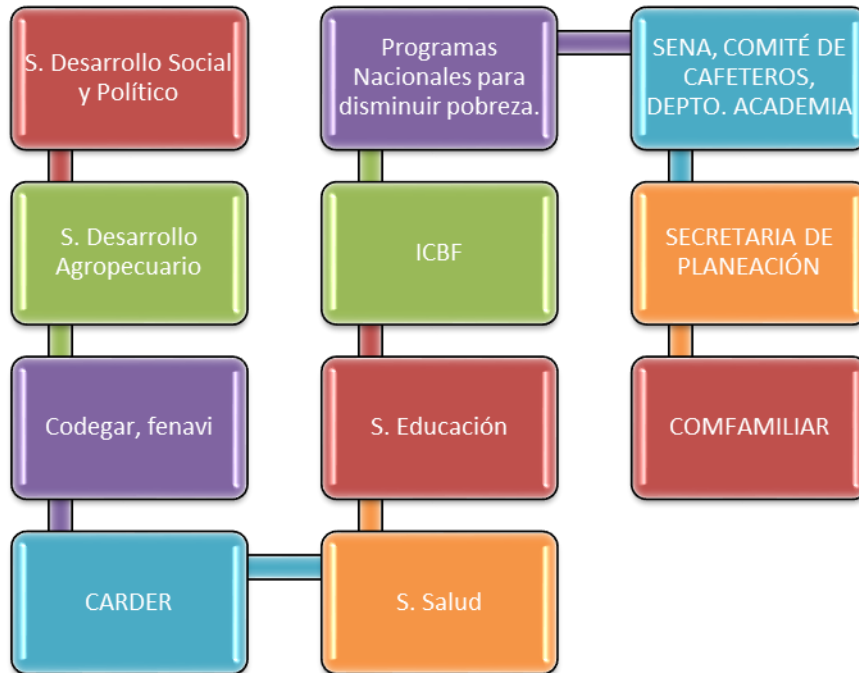 S. Desarrollo Social
y Político
S. Desarrollo
Agropecuario
Codegar, fenavi
CARDER
S. Salud
S. Educación
ICBF
Programas
Nacionales para
disminuir pobreza.
SENA, COMITÉ DE
CAFETEROS,
DEPTO. ACADEMIA
SECRETARIA DE
PLANEACIÓN
COMFAMILIAR